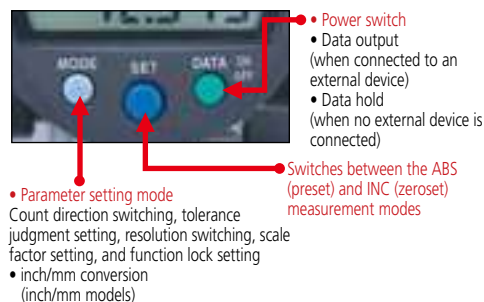 MODE
SET
DATA
ON
OFF
• Power switch
• Data output
(when connected to an
external device)
• Data hold
(when no external device is
connected)
Switches between the ABS
(preset) and INC (zeroset)
measurement modes
• Parameter setting mode
Count direction switching, tolerance
judgment setting, resolution switching, scale
factor setting, and function lock setting
• inch/mm conversion
(inch/mm models)